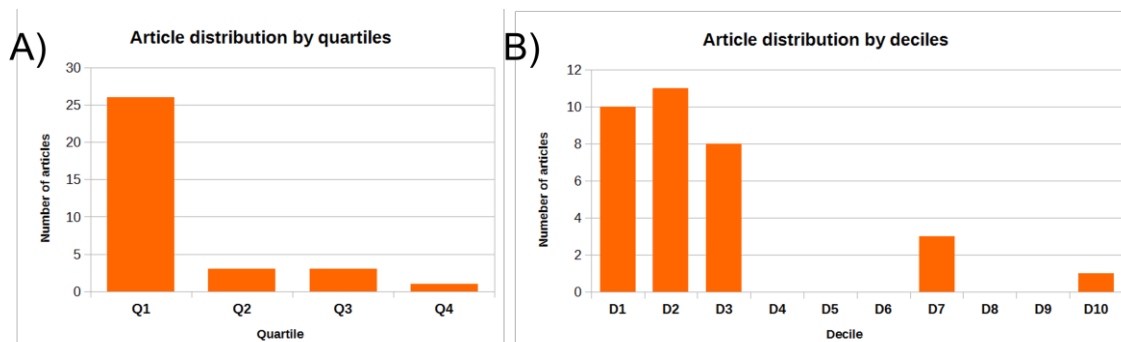 A)
Article distribution by quartiles
30
25
20
15
10
5
0
Number of articles
Q1 Q2 Q3 Q4
Quartile
B)
Article distribution by deciles
12
10
8
6
4
2
0
Numeber of articles
D1 D2 D3 D4 D5 D6 D7 D8 D9 D10
Decile